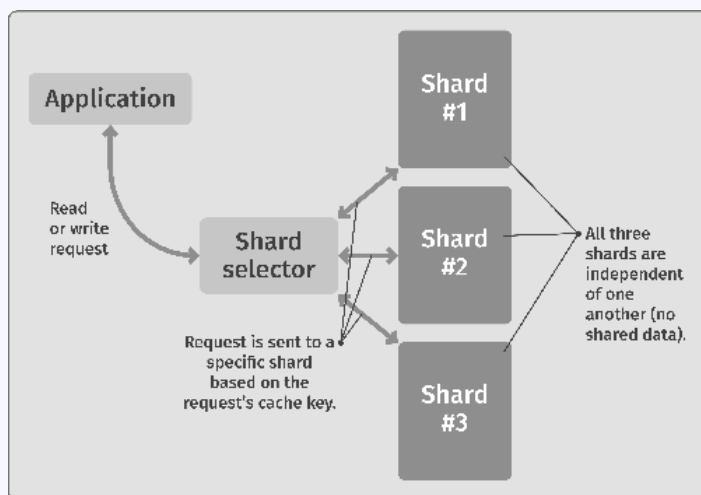 Application
Read
or write
request
Shard
selector
Request is sent to a
specific shard
based on the
request's cache key.
Shard
#1
Shard
#2
Shard
#3
All three
shards are
independent
of one
another (no
shared data).